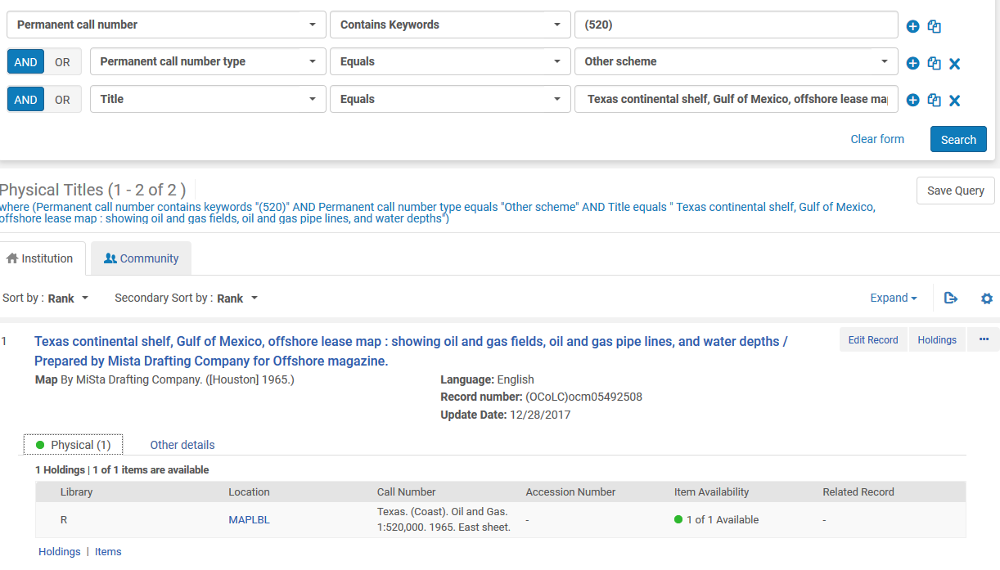 Permanent call number Contains Keywords (520)
AND OR Permanent call number type Equals Other scheme
AND OR Title Equals Texas continental shelf, Gulf of Mexico, offshore lease ma
Clear form Search
Physical Titles (1 - 2 of 2 ) Save Query
where (Permanent call number contains keywords "(520)" AND Permanent call number type equals "Other scheme" AND Title equals " Texas continental shelf, Gulf of Mexico,
offshore lease map : showing oil and gas fields, oil and gas pipe lines, and water depths")
Institution Community
Sort by : Rank Secondary Sort by : Rank Expand
1 Texas continental shelf, Gulf of Mexico, offshore lease map : showing oil and gas fields, oil and gas pipe lines, and water depths / Edit Record Holdings ...
Prepared by Mista Drafting Company for Offshore magazine.
Map By MiSta Drafting Company. ([Houston] 1965.) Language: English
Record number: (OCoLC)ocm05492508
Update Date: 12/28/2017
Physical (1) Other details
1 Holdings | 1 of 1 items are available
Library Location Call Number Accession Number Item Availability Related Record
R MAPLBL Texas. (Coast). Oil and Gas. - 1 of 1 Available -
1:520,000. 1965. East sheet.
Holdings | Items